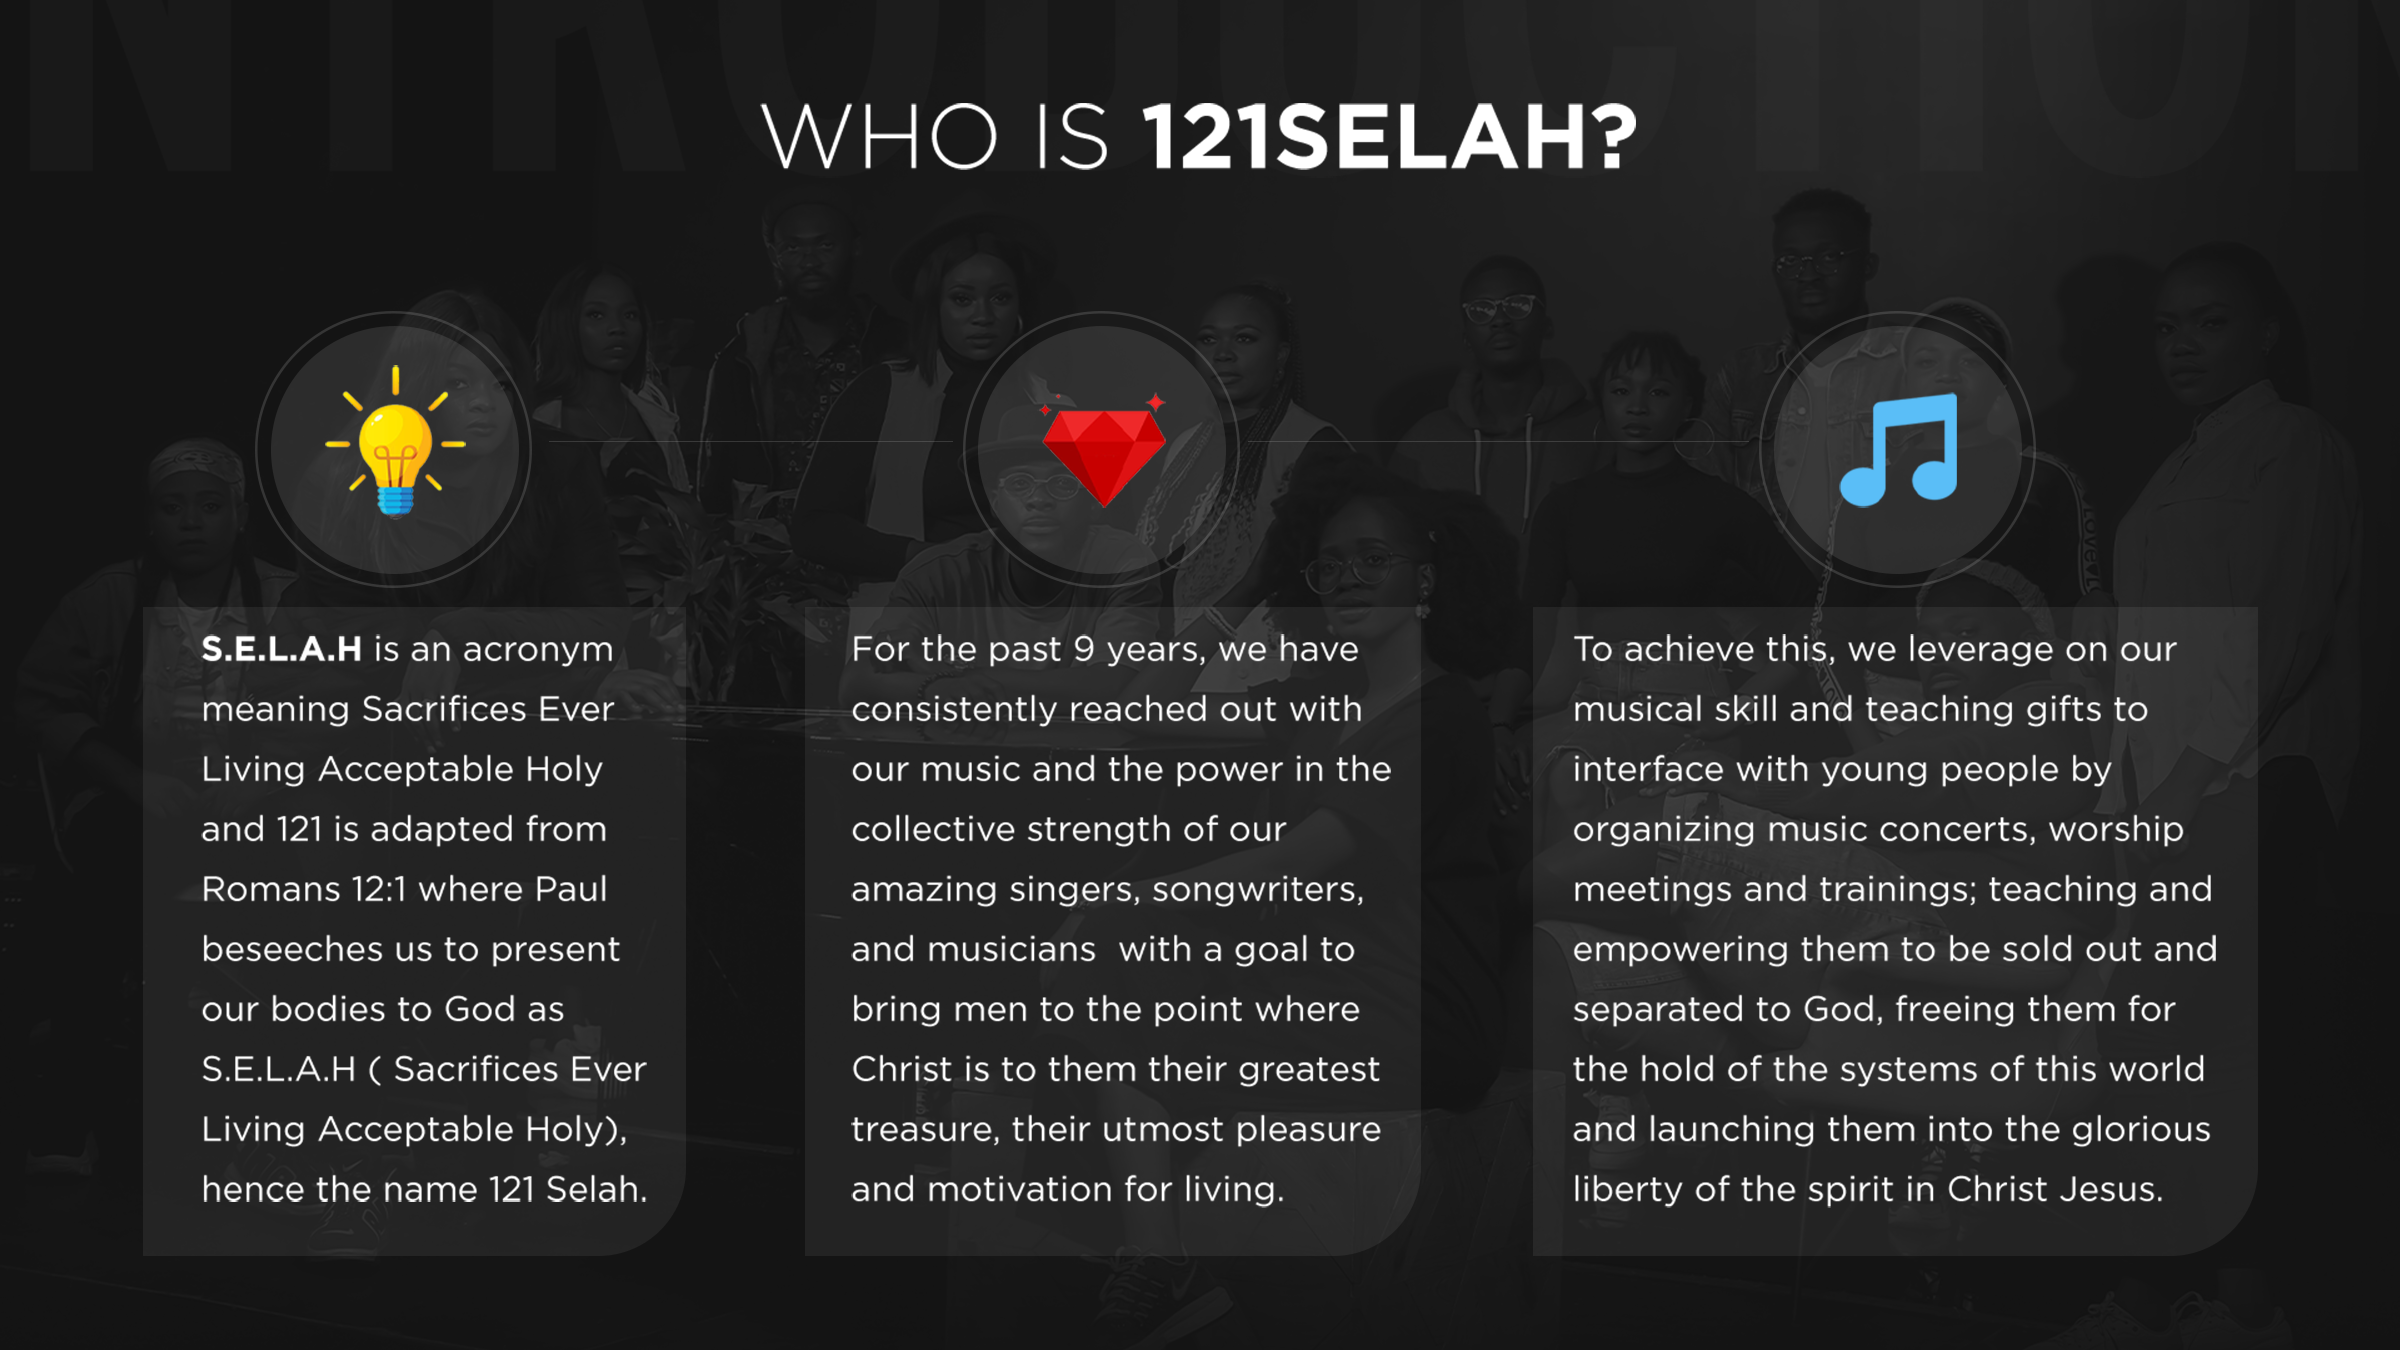 NTRODUCTION
WHO IS 121SELAH?
S.E.L.A.H is an acronym
meaning Sacrifices Ever
Living Acceptable Holy
and 121 is adapted from
Romans 12:1 where Paul
beseeches us to present
our bodies to God as
S.E.L.A.H ( Sacrifices Ever
Living Acceptable Holy),
hence the name 121 Selah.
For the past 9 years, we have
consistently reached out with
our music and the power in the
collective strength of our
amazing singers, songwriters,
and musicians  with a goal to
bring men to the point where
Christ is to them their greatest
treasure, their utmost pleasure
and motivation for living.
To achieve this, we leverage on our
musical skill and teaching gifts to
interface with young people by
organizing music concerts, worship
meetings and trainings; teaching and
empowering them to be sold out and
separated to God, freeing them for
the hold of the systems of this world
and launching them into the glorious
liberty of the spirit in Christ Jesus.